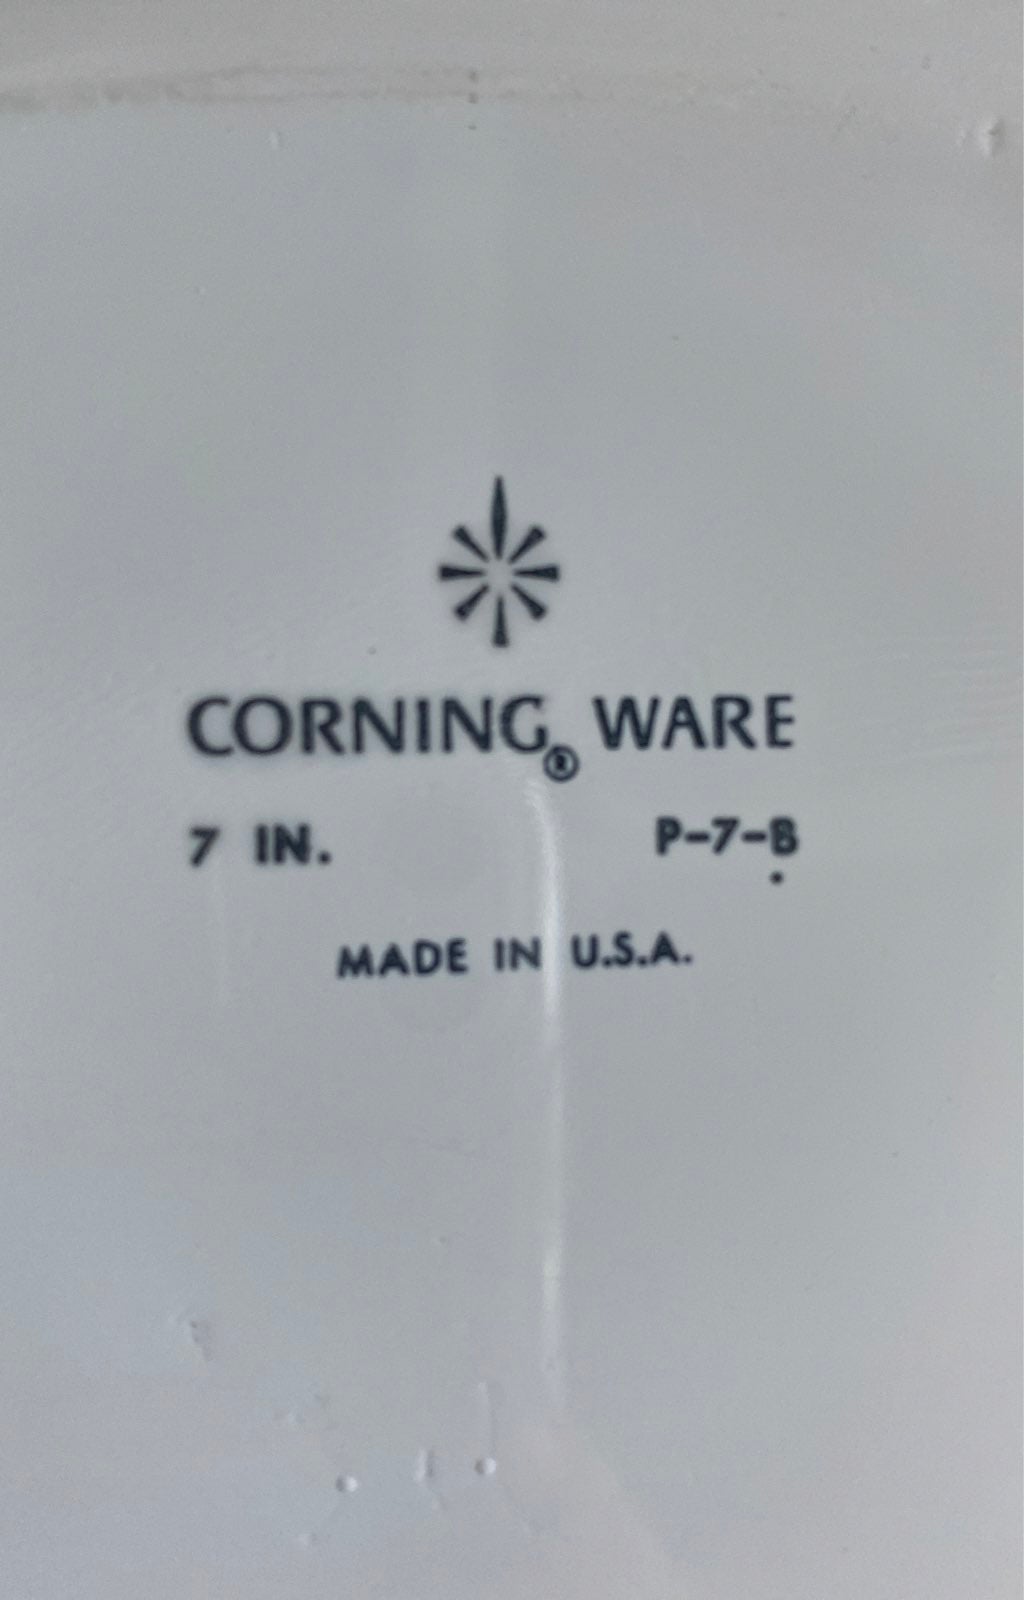 CORNING® WARE
7 IN. P-7-B
MADE IN U.S.A.